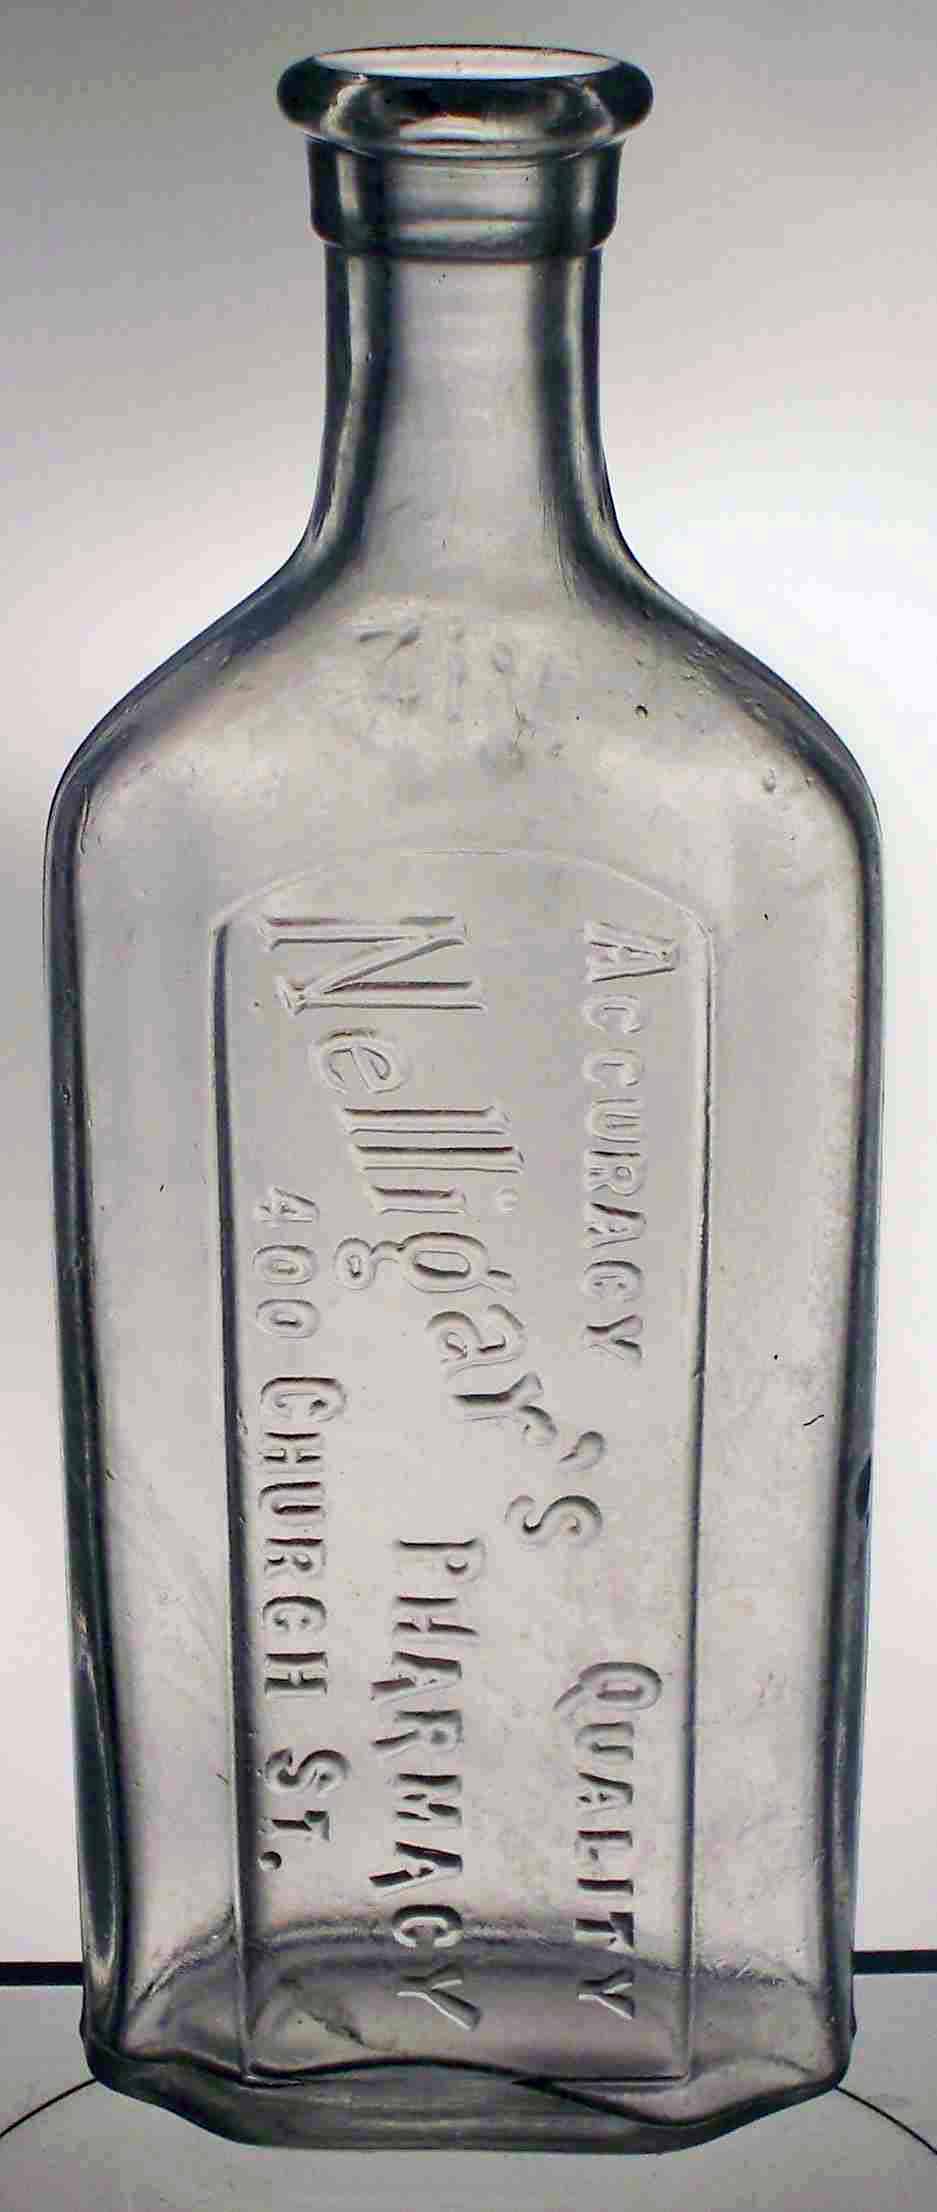 ACCURACY QUALITY
Nelligar's
PHARMACY
400 CHURCH ST.